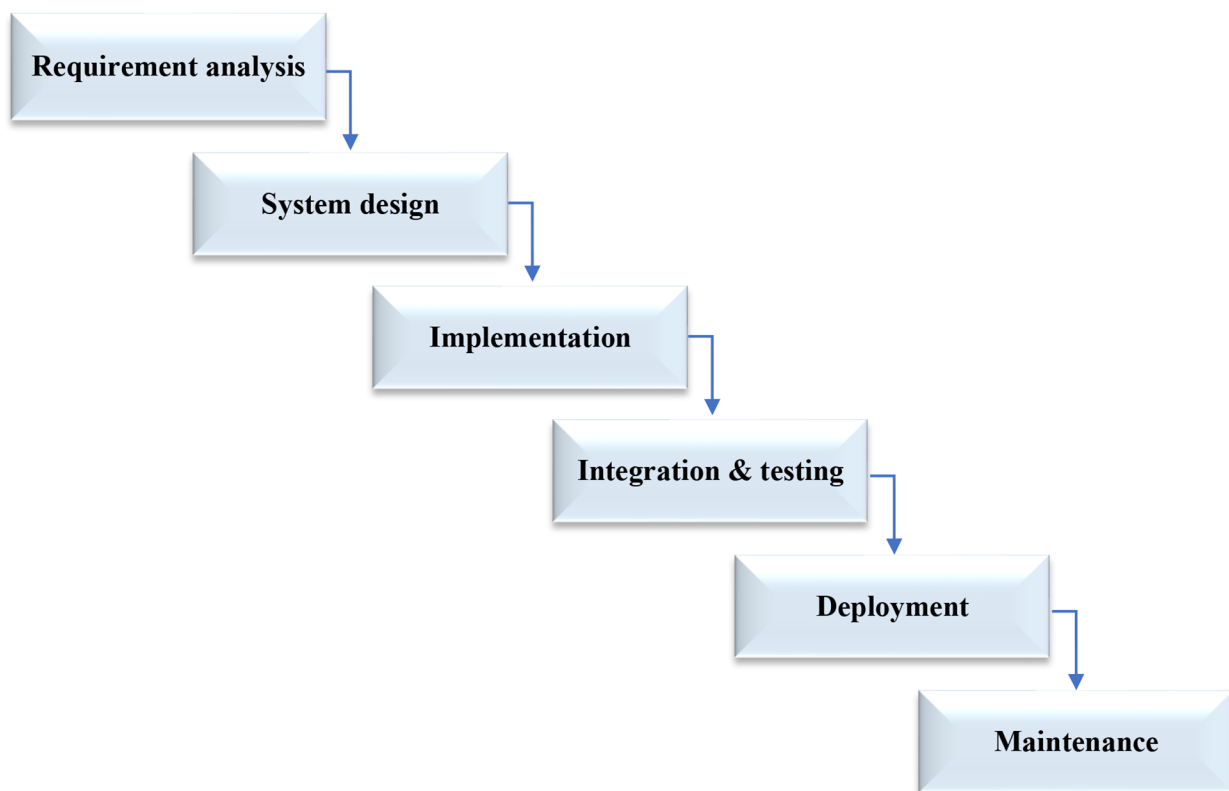 Requirement analysis
System design
Implementation
Integration & testing
Deployment
Maintenance